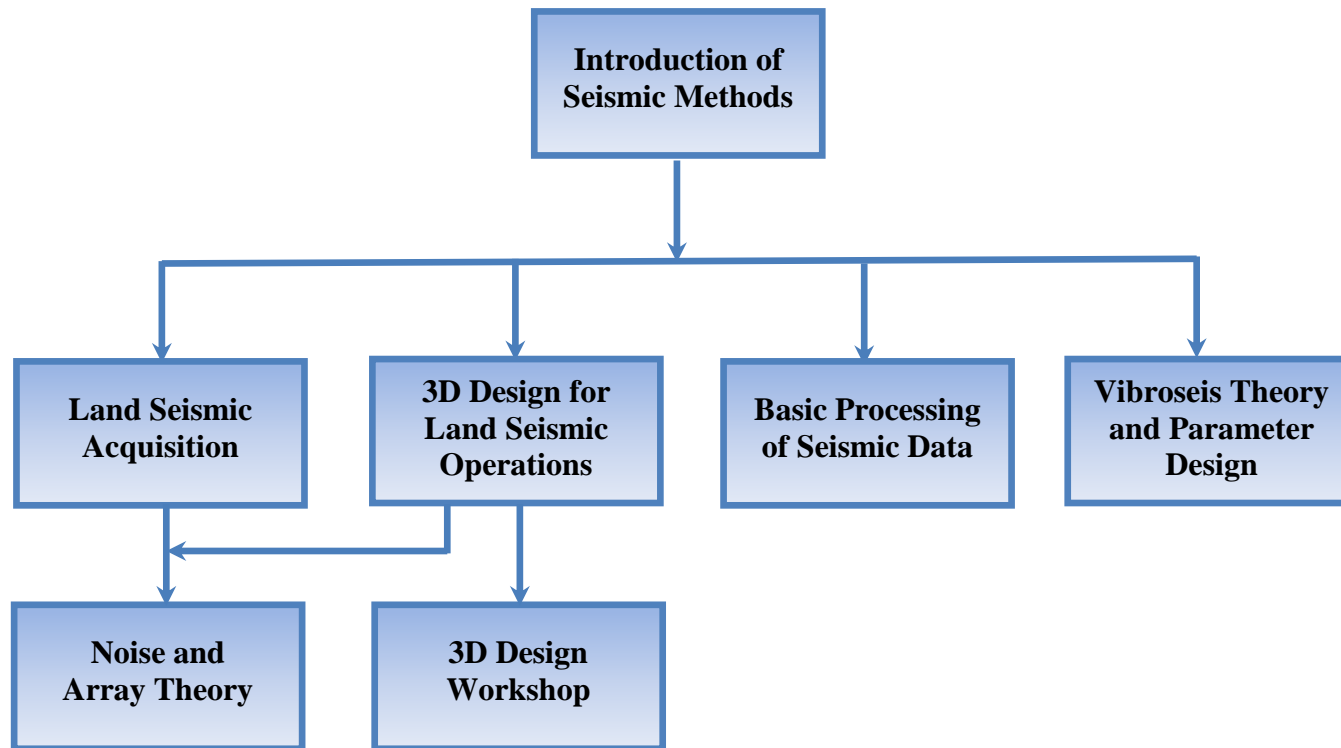 Introduction of
Seismic Methods
Land Seismic
Acquisition
3D Design for
Land Seismic
Operations
Basic Processing
of Seismic Data
Vibroseis Theory
and Parameter
Design
Noise and
Array Theory
3D Design
Workshop